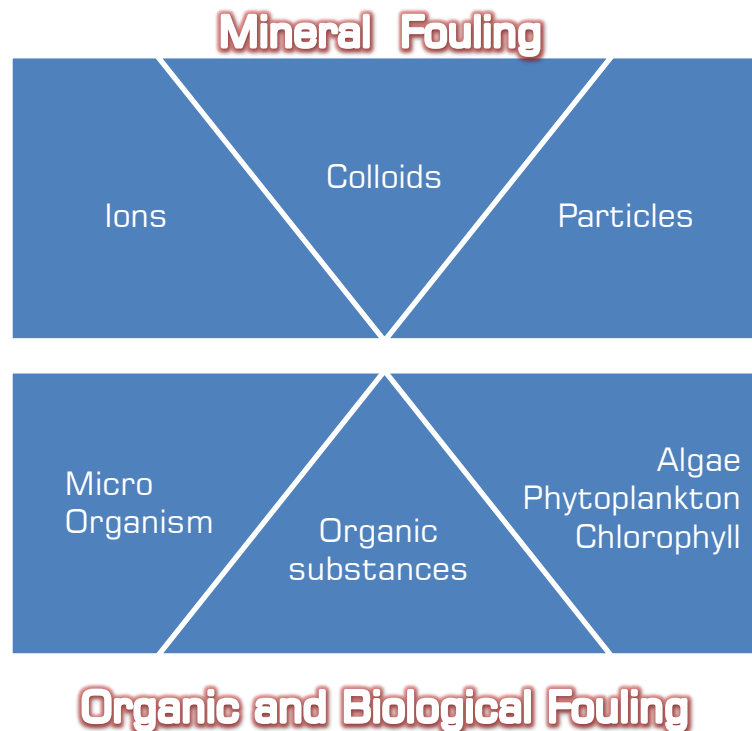 Mineral Fouling
Colloids
Ions
Particles
Micro
Organism
Organic
substances
Algae
Phytoplankton
Chlorophyll
Organic and Biological Fouling